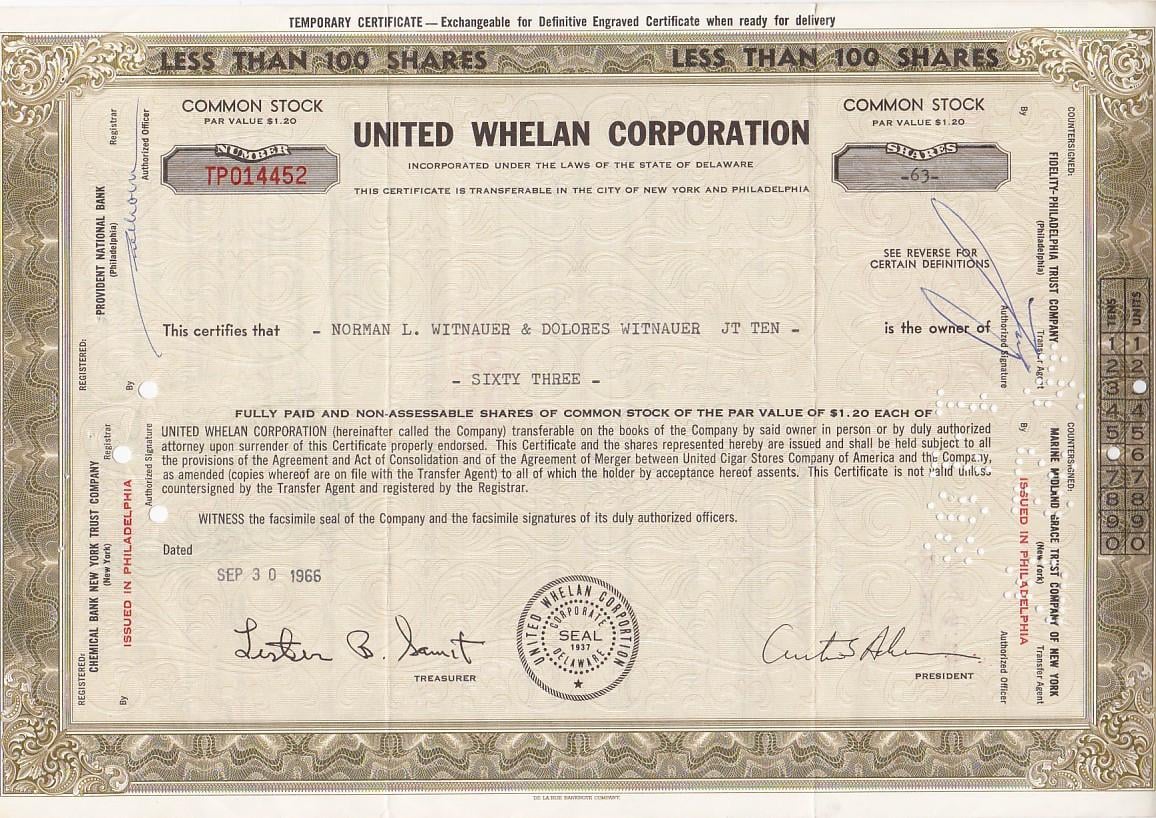 TEMPORARY CERTIFICATE — Exchangeable for Definitive Engraved Certificate when ready for delivery
LESS THAN 100 SHARES LESS THAN 100 SHARES
COMMON STOCK
PAR VALUE $1.20
NUMBER
TP014452
UNITED WHELAN CORPORATION
INCORPORATED UNDER THE LAWS OF THE STATE OF DELAWARE
THIS CERTIFICATE IS TRANSFERABLE IN THE CITY OF NEW YORK AND PHILADELPHIA
COMMON STOCK
PAR VALUE $1.20
SHARES
-63-
SEE REVERSE FOR
CERTAIN DEFINITIONS
This certifies that - NORMAN L. WITNAUER & DOLORES WITNAUER JT TEN - is the owner of
- SIXTY THREE -
FULLY PAID AND NON-ASSESSABLE SHARES OF COMMON STOCK OF THE PAR VALUE OF $1.20 EACH OF
UNITED WHELAN CORPORATION (hereinafter called the Company) transferable on the books of the Company by said owner in person or by duly authorized
attorney upon surrender of this Certificate properly endorsed. This Certificate and the shares represented hereby are issued and shall be held subject to all
the provisions of the Agreement and Act of Consolidation and of the Agreement of Merger between United Cigar Stores Company of America and the Company,
as amended (copies whereof are on file with the Transfer Agent) to all of which the holder by acceptance hereof assents. This Certificate is not valid unless
countersigned by the Transfer Agent and registered by the Registrar.
WITNESS the facsimile seal of the Company and the facsimile signatures of its duly authorized officers.
Dated
SEP 30 1966
TREASURER
UNITED WHELAN CORPORATION
CORPORATE
SEAL
1937
DELAWARE
PRESIDENT
REGISTERED:
PROVIDENT NATIONAL BANK
(Philadelphia)
Registrar
By
Authorized Officer
REGISTERED:
CHEMICAL BANK NEW YORK TRUST COMPANY
(New York)
Registrar
ISSUED IN PHILADELPHIA
By
Authorized Signature
COUNTERSIGNED:
FIDELITY-PHILADELPHIA TRUST COMPANY
(Philadelphia)
Transfer Agent
By
Authorized Signature
COUNTERSIGNED:
MARINE MIDLAND GRACE TRUST COMPANY OF NEW YORK
(New York)
Transfer Agent
ISSUED IN PHILADELPHIA
By
Authorized Officer
TENS UNITS
1 1
2 2
3
4 4
5 5
6
7 7
8 8
9 9
0 0
DE LA RUE BANKNOTE COMPANY